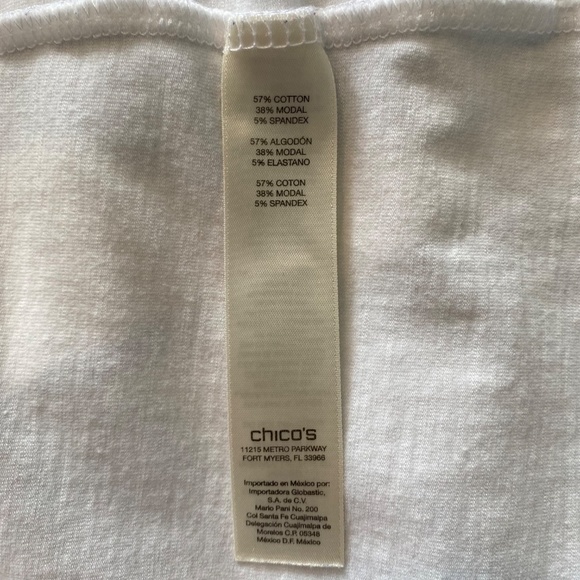 57% COTTON
38% MODAL
5% SPANDEX
57% ALGODÓN
38% MODAL
5% ELASTANO
57% COTON
38% MODAL
5% SPANDEX
chico's
11215 METRO PARKWAY
FORT MYERS, FL 33966
Importado en México por:
Importadora Globastic,
S.A. de C.V.
Mario Pani No. 200
Col Santa Fe Cuajimalpa
Delegación Cuajimalpa de
Morelos C.P. 05348
México D.F. México